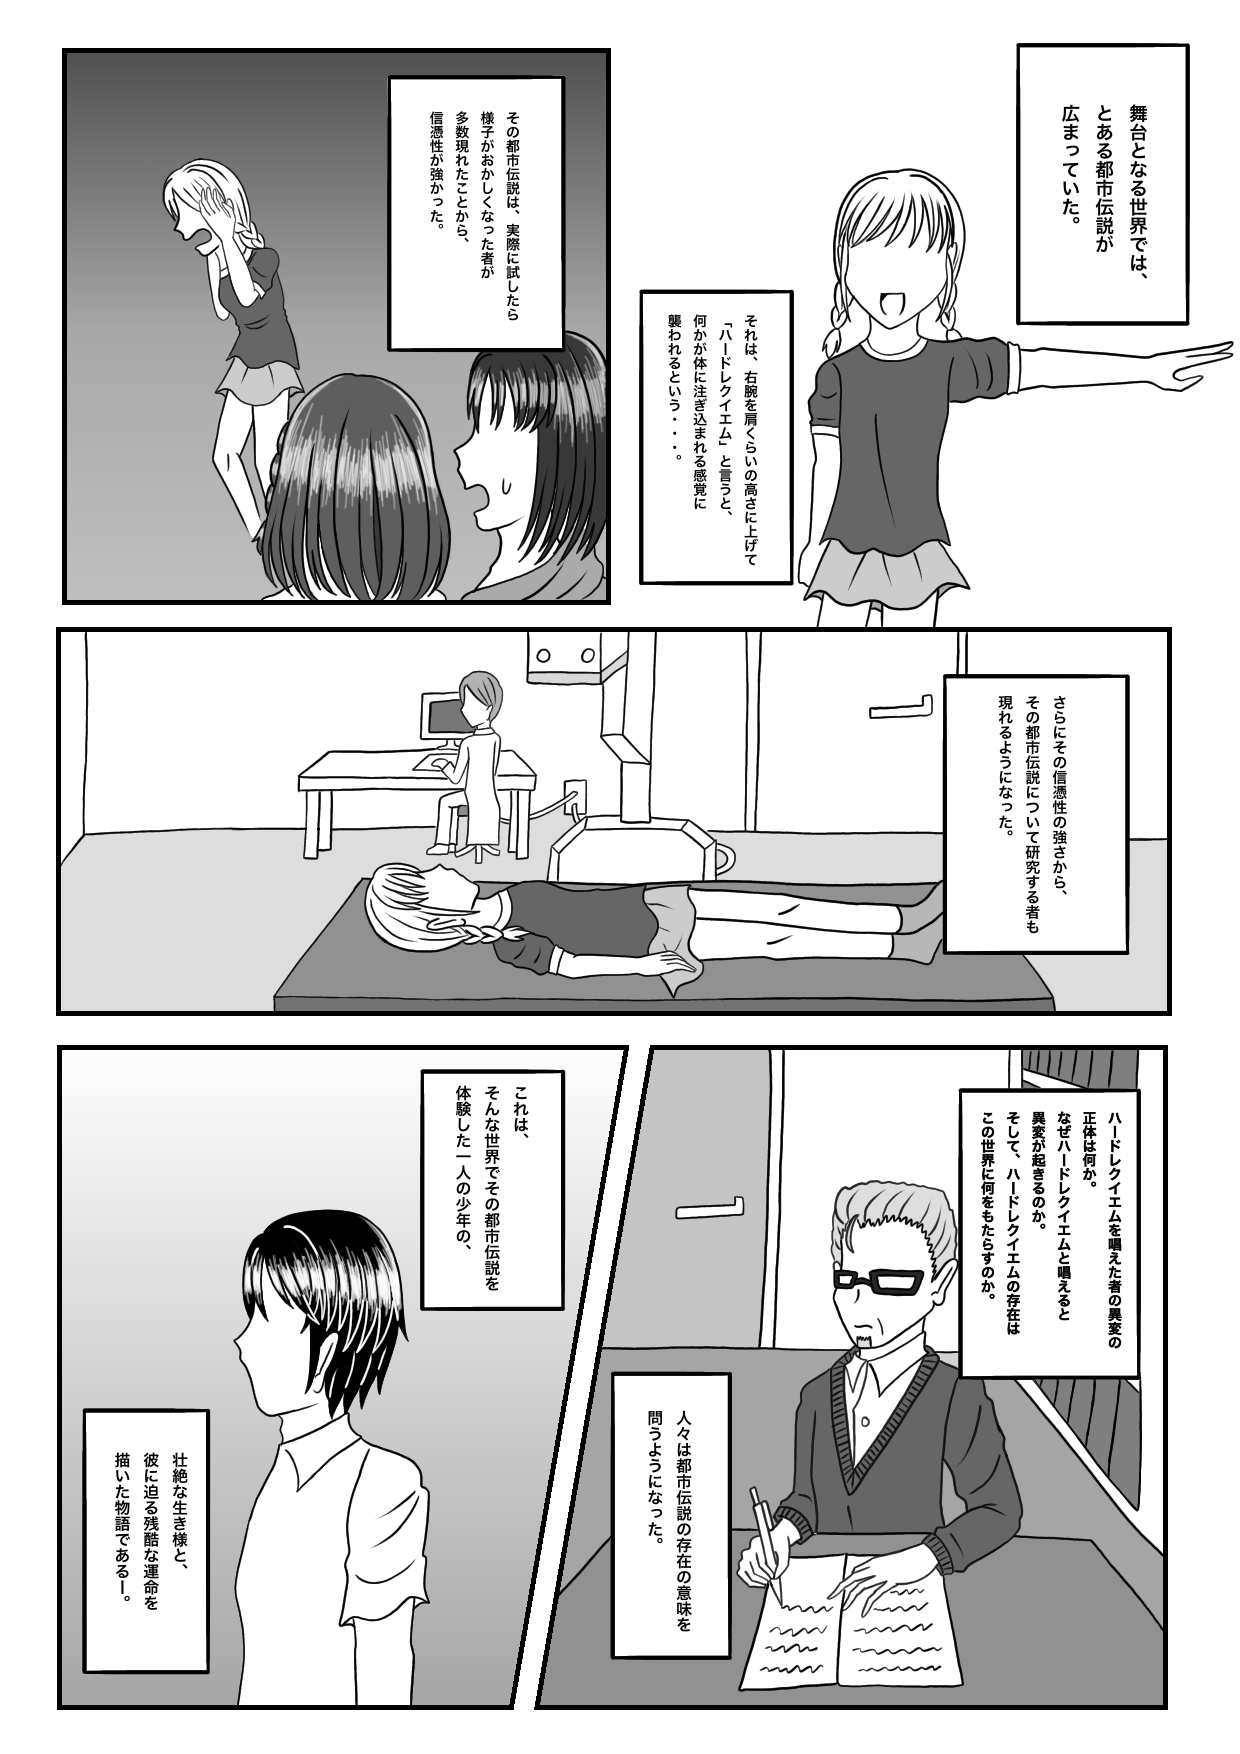 舞台となる世界では、
とある都市伝説が
広まっていた。
それは、右腕を肩くらいの高さに上げて
「ハードレクイエム」と言うと、
何かが体に注ぎ込まれる感覚に
襲われるという・・・。
その都市伝説は、実際に試したら
様子がおかしくなった者が
多数現れたことから、
信憑性が強かった。
さらにその信憑性の強さから、
その都市伝説について研究する者も
現れるようになった。
ハードレクイエムを唱えた者の異変の
正体は何か。
なぜハードレクイエムと唱えると
異変が起きるのか。
そして、ハードレクイエムの存在は
この世界に何をもたらすのか。
人々は都市伝説の存在の意味を
問うようになった。
これは、
そんな世界でその都市伝説を
体験した一人の少年の、
壮絶な生き様と、
彼に迫る残酷な運命を
描いた物語であるー。